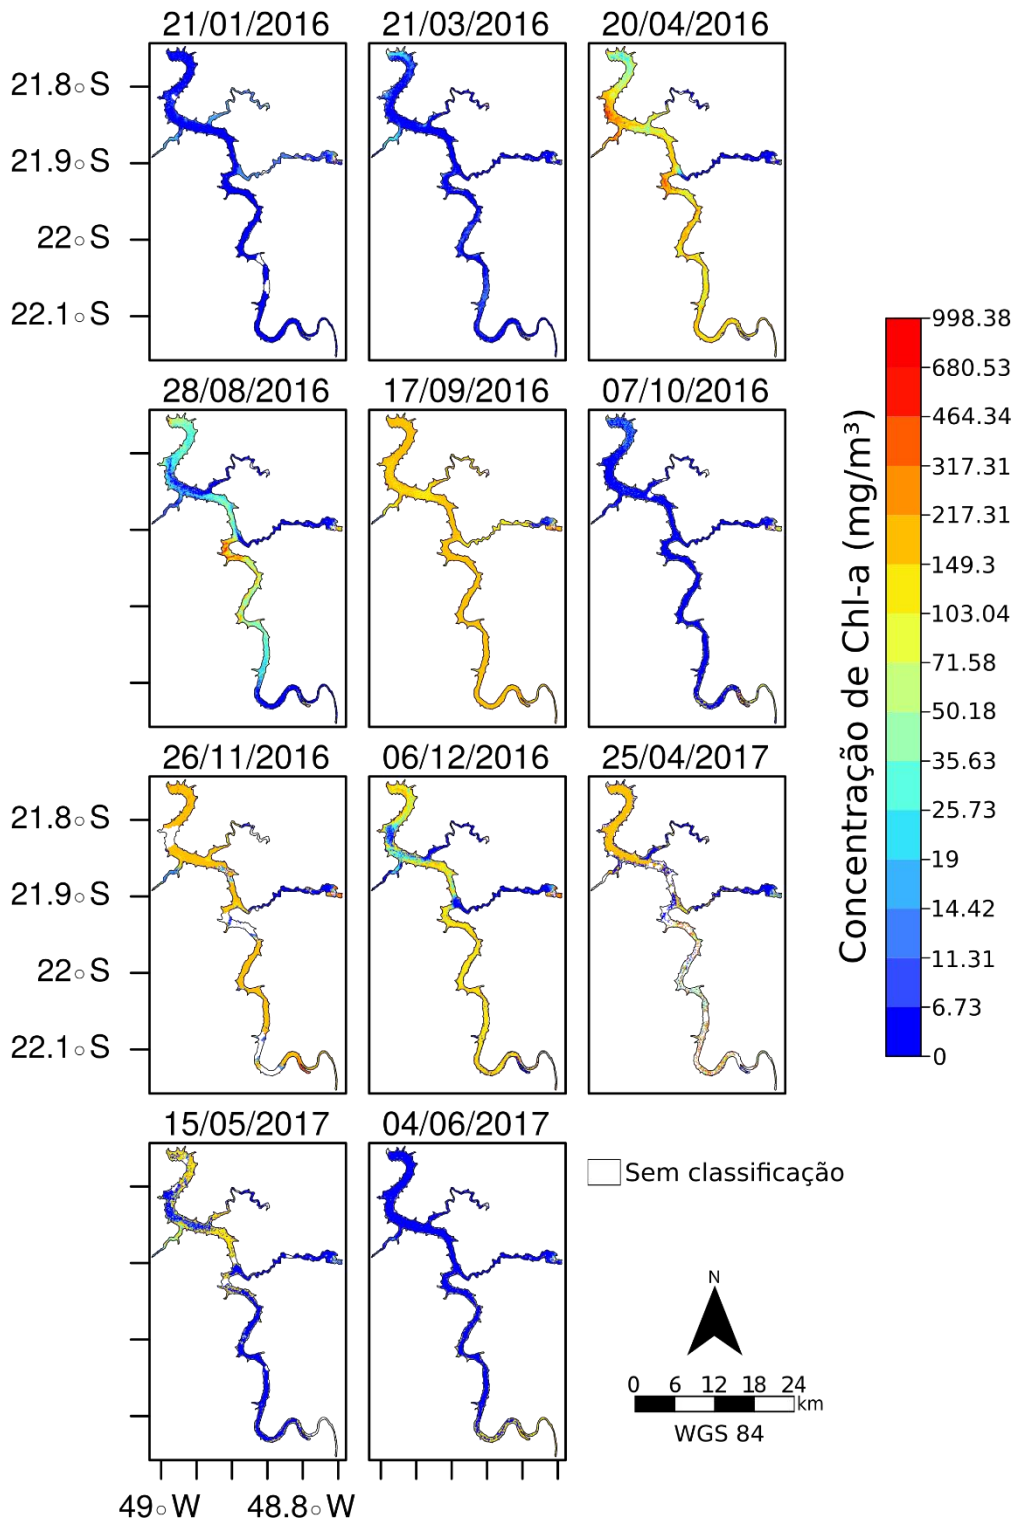 21/01/2016
21/03/2016
20/04/2016
21.8○S
21.9○S
22○S
22.1○S
28/08/2016
17/09/2016
07/10/2016
26/11/2016
06/12/2016
25/04/2017
21.8○S
21.9○S
22○S
22.1○S
15/05/2017
04/06/2017
49○W
48.8○W
Concentração de Chl-a (mg/m³)
998.38
680.53
464.34
317.31
217.31
149.3
103.04
71.58
50.18
35.63
25.73
19
14.42
11.31
6.73
0
Sem classificação
N
0 6 12 18 24
km
WGS 84